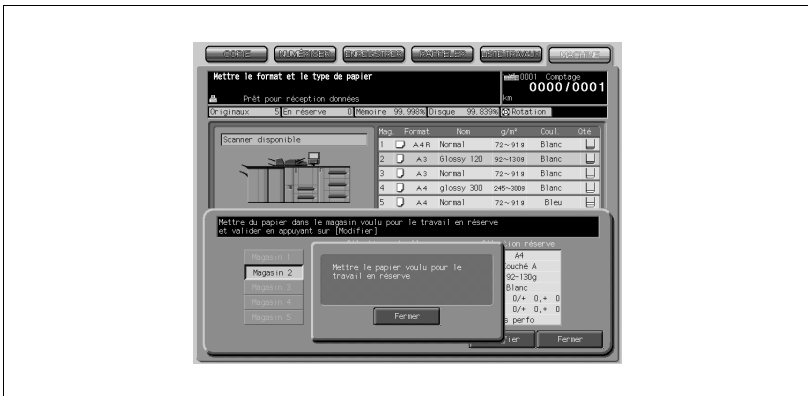 COPIE NUMÉRISER ENREGISTRER RAPPELER LISTE TRAVAUX MACHINE
Mettre le format et le type de papier 0001 Comptage
0000/0001
Prêt pour réception données km
Originaux 5 En réserve 0 Mémoire 99.998% Disque 99.839% Rotation
Scanner disponible
Mag. Format Nom g/m² Coul. Qté
1 A4R Normal 72~91g Blanc
2 A3 Glossy 120 92~130g Blanc
3 A3 Normal 72~91g Blanc
4 A4 glossy 300 245~300g Blanc
5 A4 Normal 72~91g Bleu
Mettre du papier dans le magasin voulu pour le travail en réserve
et valider en appuyant sur [Modifier]
réserve
Magasin 1
Magasin 2
Magasin 3
Magasin 4
Magasin 5
Mettre le papier voulu pour le
travail en réserve
Fermer
A4
Couché A
92-130g
Blanc
0/+ 0,+ 0
0/+ 0,+ 0
perfo
Fermer